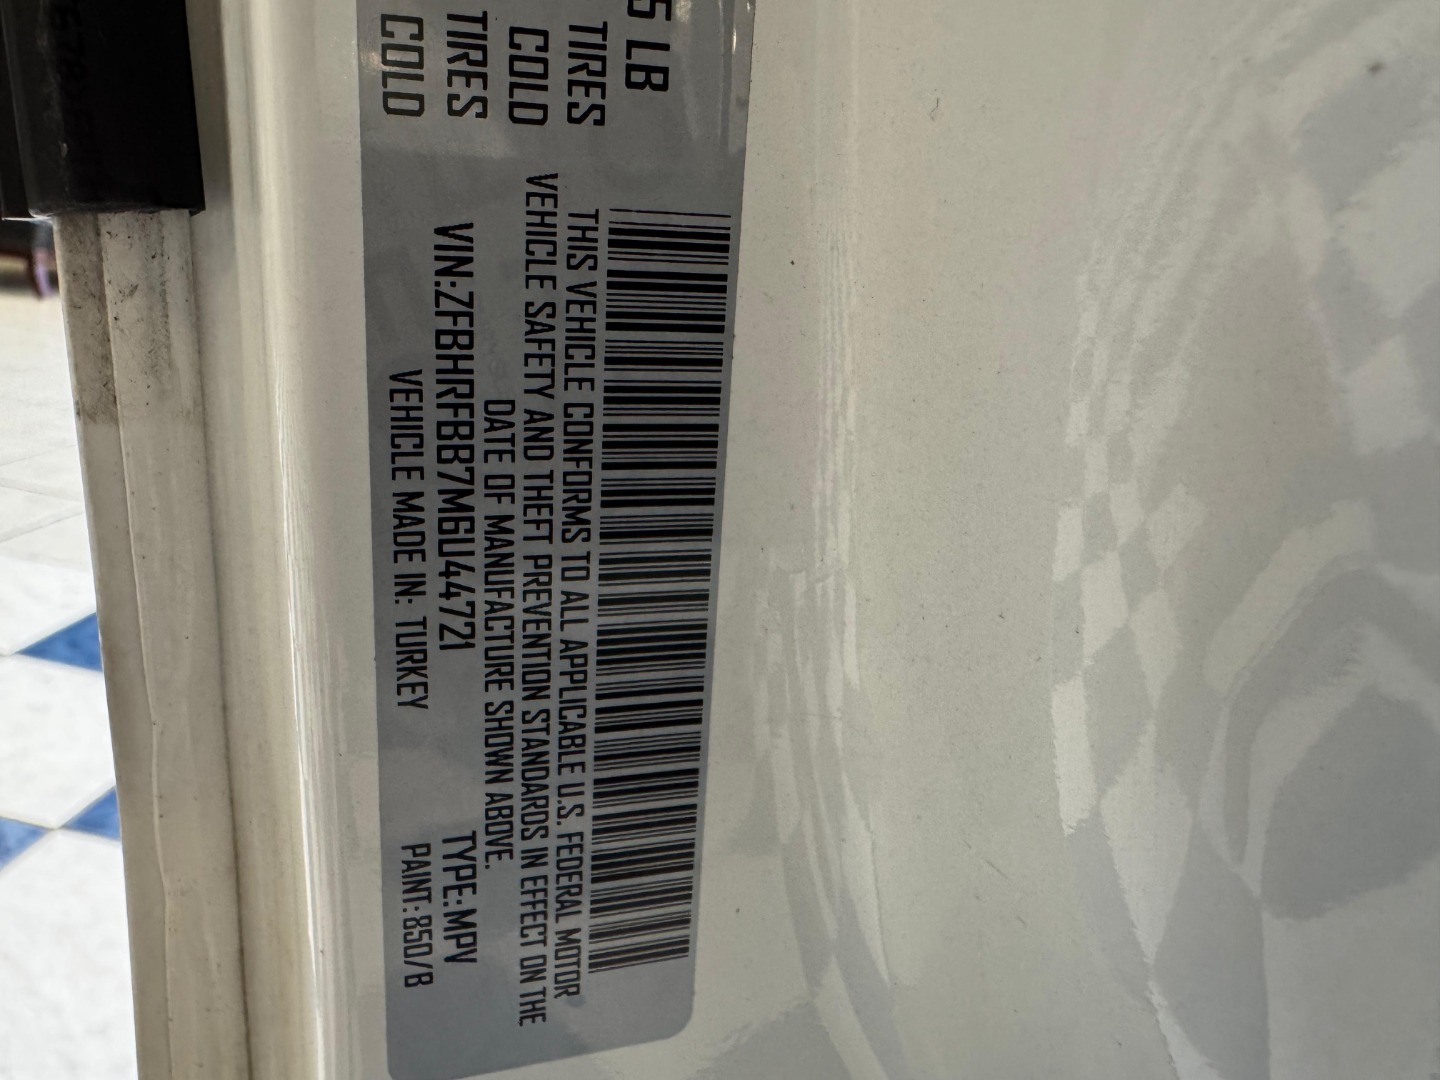 5 LB
TIRES
COLD
TIRES
COLD
THIS VEHICLE CONFORMS TO ALL APPLICABLE U.S. FEDERAL MOTOR
VEHICLE SAFETY AND THEFT PREVENTION STANDARDS IN EFFECT ON THE
DATE OF MANUFACTURE SHOWN ABOVE.
VIN:ZFBHRFBB7M6U44721 TYPE:MPV
VEHICLE MADE IN: TURKEY PAINT:850/B